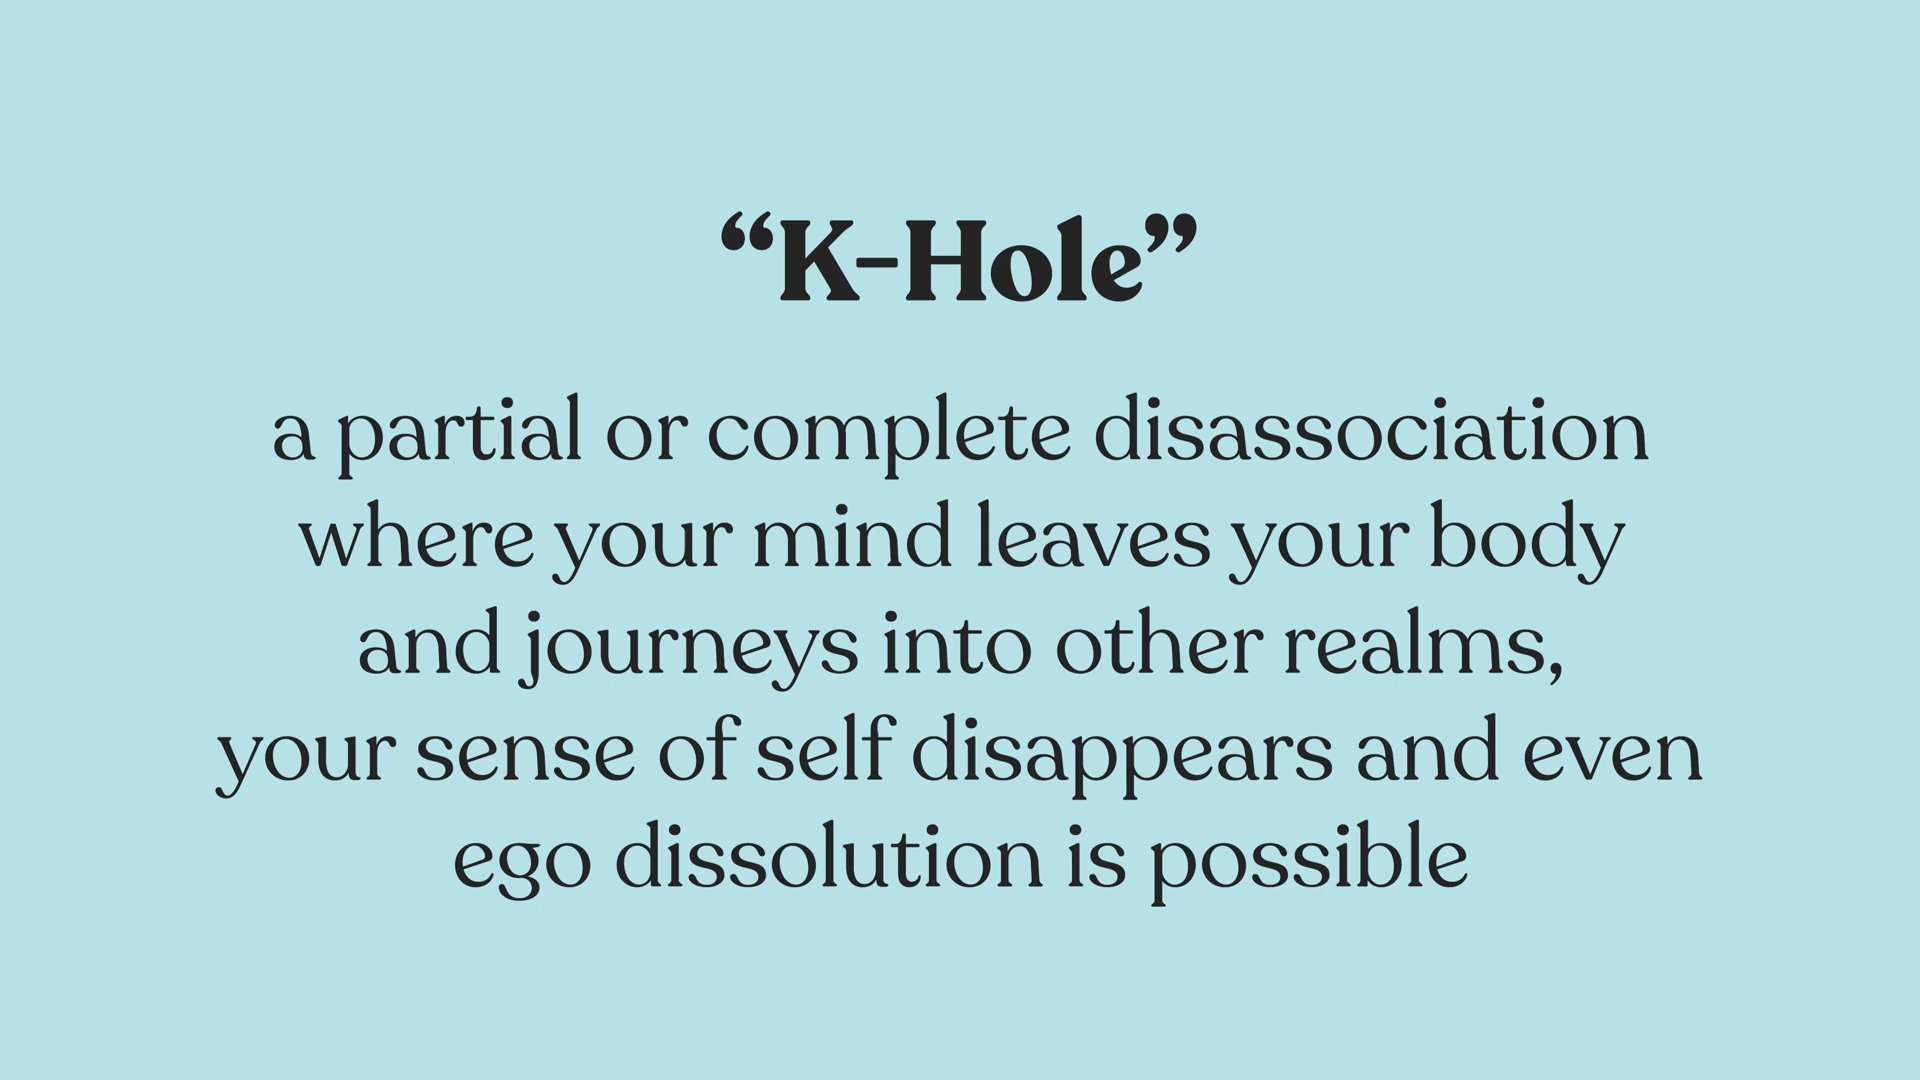 “K-Hole”
a partial or complete disassociation
where your mind leaves your body
and journeys into other realms,
your sense of self disappears and even
ego dissolution is possible